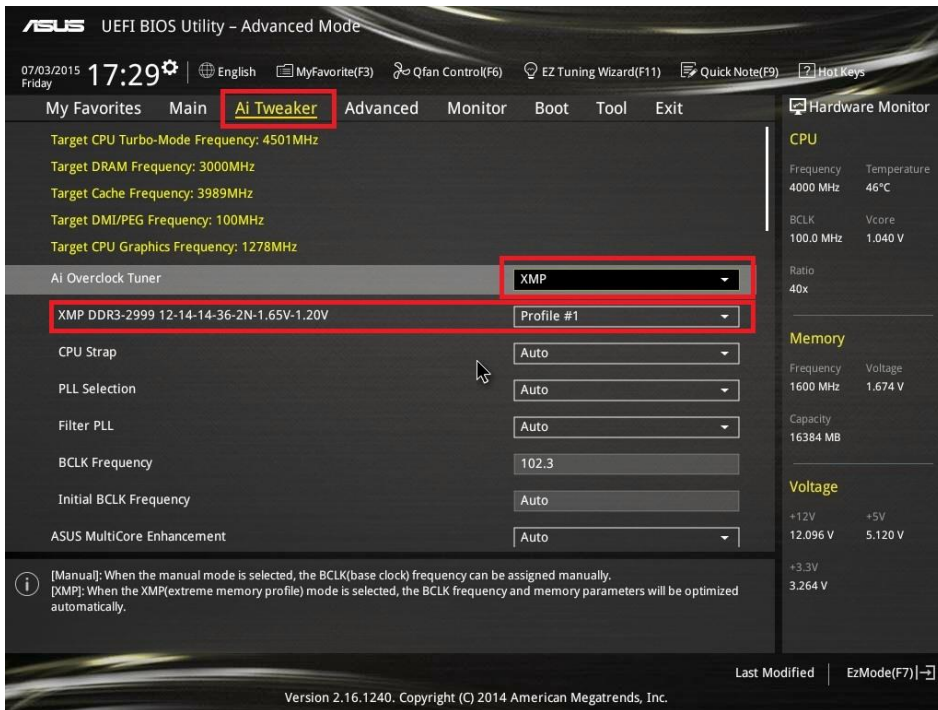 ASUS UEFI BIOS Utility – Advanced Mode
07/03/2015
Friday
17:29
English
MyFavorite(F3)
Qfan Control(F6)
EZ Tuning Wizard(F11)
Quick Note(F9)
? Hot Keys
My Favorites Main Ai Tweaker Advanced Monitor Boot Tool Exit
Target CPU Turbo-Mode Frequency: 4501MHz
Target DRAM Frequency: 3000MHz
Target Cache Frequency: 3989MHz
Target DMI/PEG Frequency: 100MHz
Target CPU Graphics Frequency: 1278MHz
Ai Overclock Tuner XMP
XMP DDR3-2999 12-14-14-36-2N-1.65V-1.20V Profile #1
CPU Strap Auto
PLL Selection Auto
Filter PLL Auto
BCLK Frequency 102.3
Initial BCLK Frequency Auto
ASUS MultiCore Enhancement Auto
[Manual]: When the manual mode is selected, the BCLK(base clock) frequency can be assigned manually.
[XMP]: When the XMP(extreme memory profile) mode is selected, the BCLK frequency and memory parameters will be optimized
automatically.
Hardware Monitor
CPU
Frequency Temperature
4000 MHz 46°C
BCLK Vcore
100.0 MHz 1.040 V
Ratio
40x
Memory
Frequency Voltage
1600 MHz 1.674 V
Capacity
16384 MB
Voltage
+12V +5V
12.096 V 5.120 V
+3.3V
3.264 V
Last Modified
EzMode(F7)
Version 2.16.1240. Copyright (C) 2014 American Megatrends, Inc.